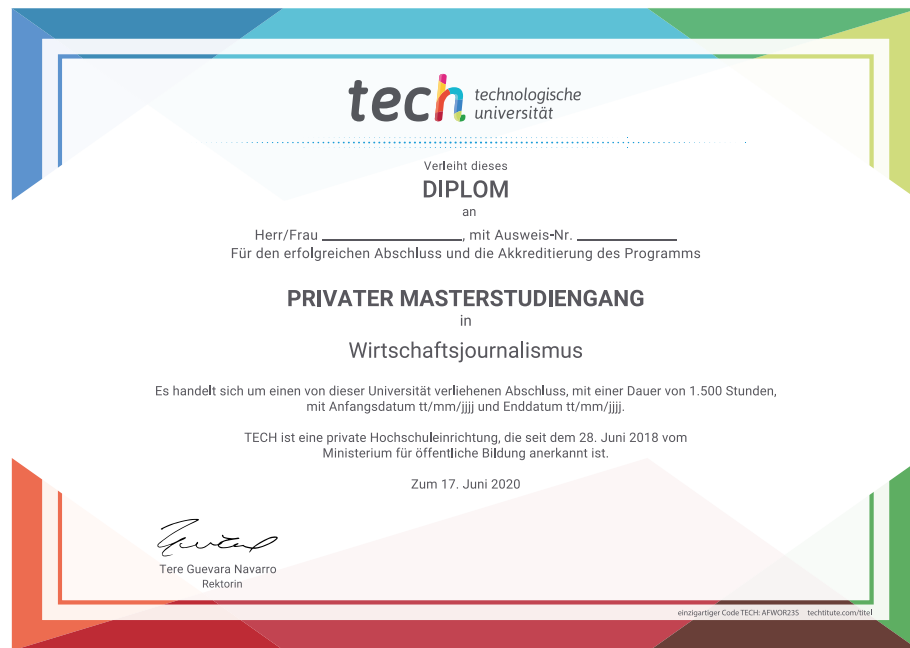 tech technologische
universität
Verleiht dieses
DIPLOM
an
Herr/Frau ____________________, mit Ausweis-Nr. ______________
Für den erfolgreichen Abschluss und die Akkreditierung des Programms
PRIVATER MASTERSTUDIENGANG
in
Wirtschaftsjournalismus
Es handelt sich um einen von dieser Universität verliehenen Abschluss, mit einer Dauer von 1.500 Stunden,
mit Anfangsdatum tt/mm/jjjj und Enddatum tt/mm/jjjj.
TECH ist eine private Hochschuleinrichtung, die seit dem 28. Juni 2018 vom
Ministerium für öffentliche Bildung anerkannt ist.
Zum 17. Juni 2020
Tere Guevara Navarro
Rektorin
einzigartiger Code TECH: AFWOR23S techtitute.com/titel